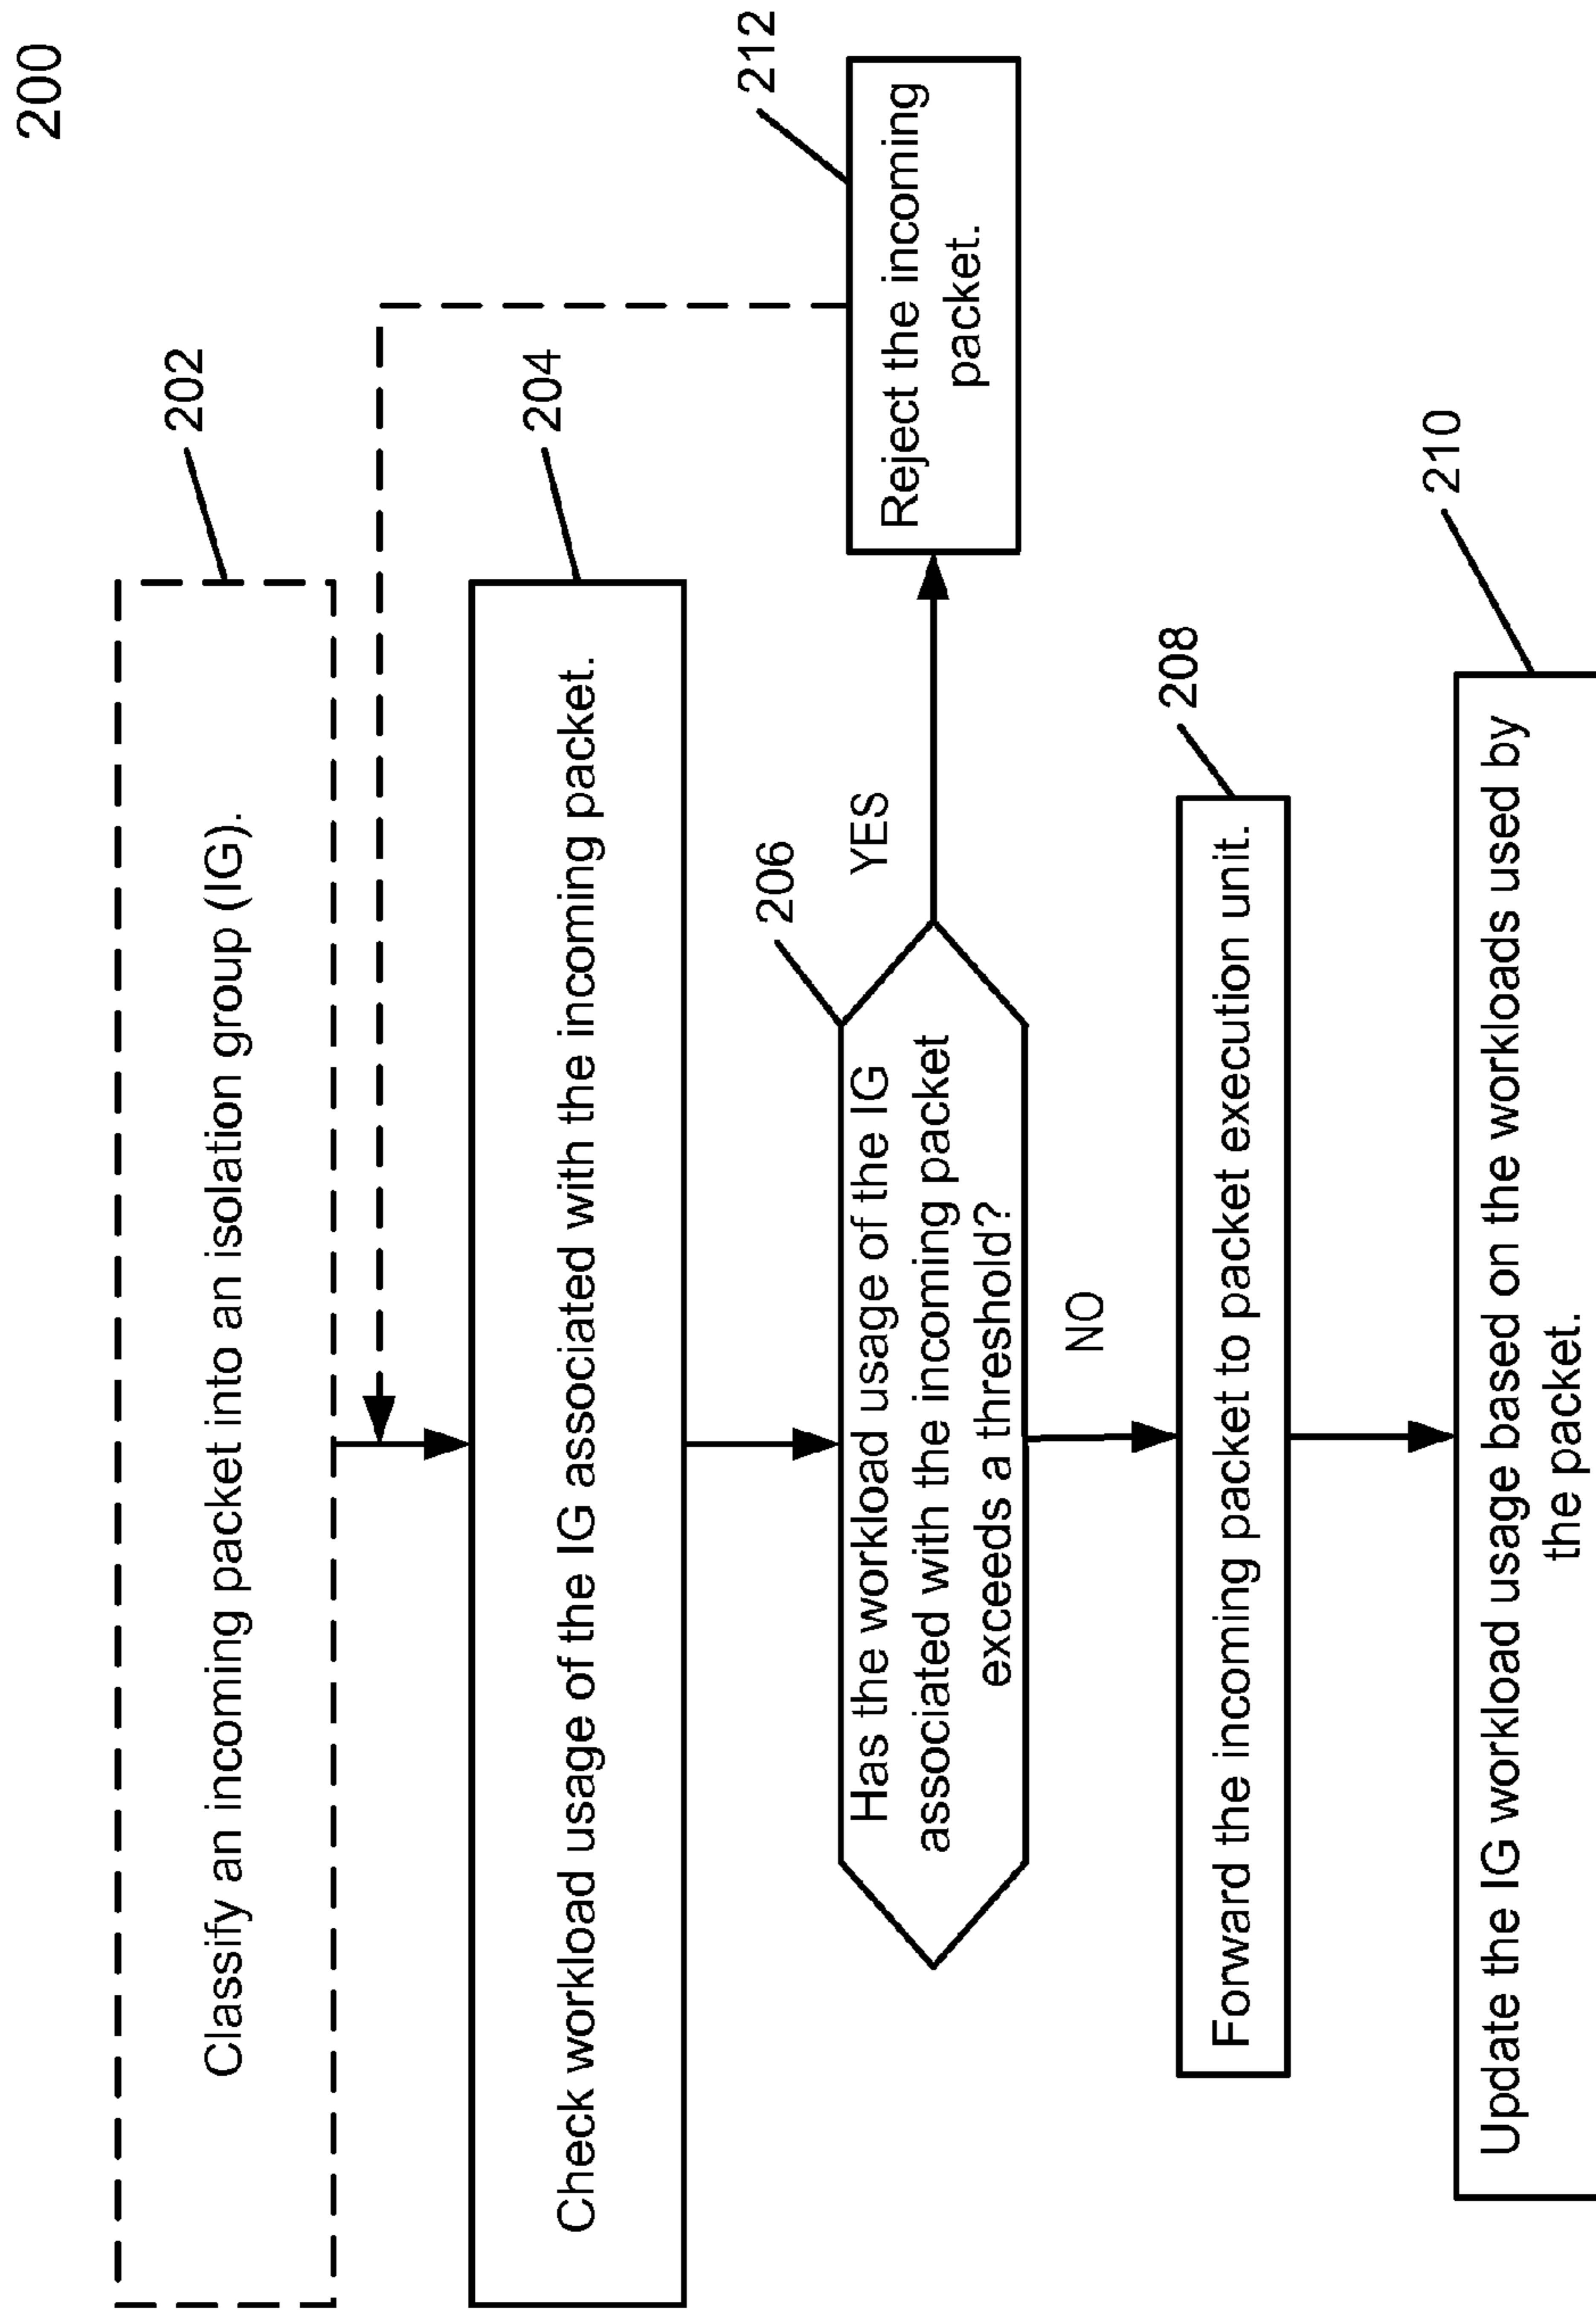 200
202
Classify an incoming packet into an isolation group (IG).
204
Check workload usage of the IG associated with the incoming packet.
206
Has the workload usage of the IG
associated with the incoming packet
exceeds a threshold?
YES
212
Reject the incoming
packet.
NO
208
Forward the incoming packet to packet execution unit.
210
Update the IG workload usage based on the workloads used by
the packet.